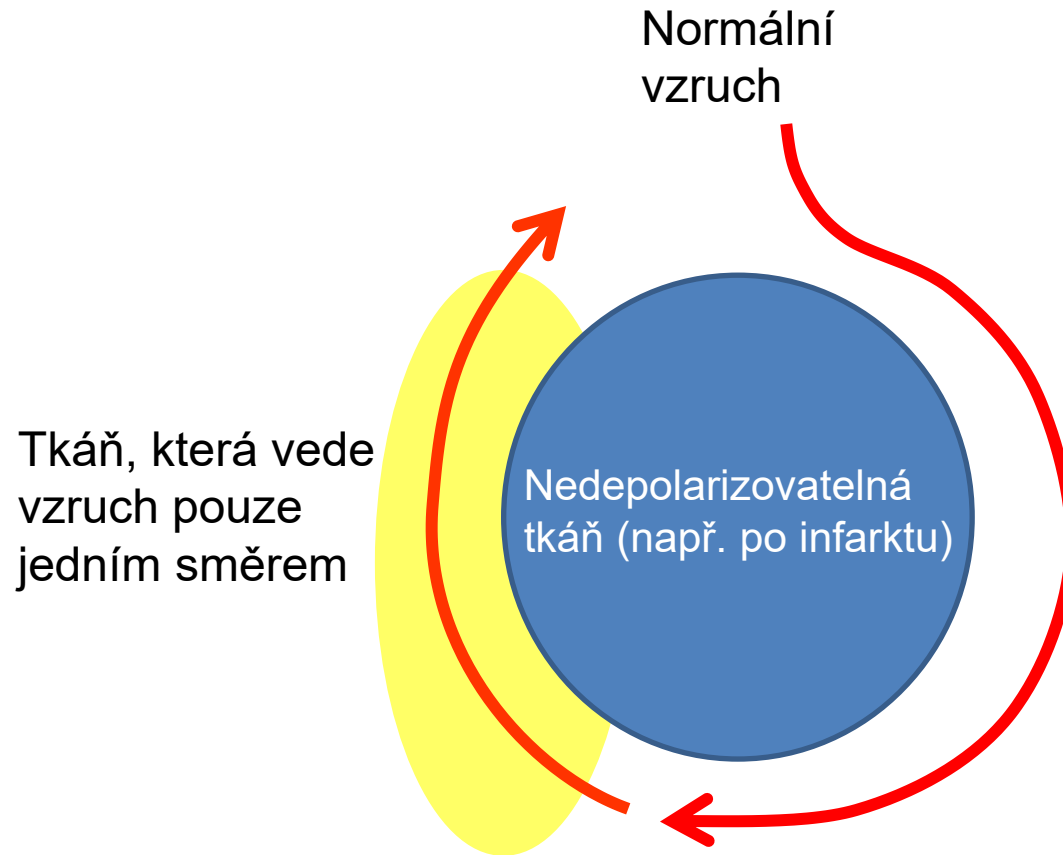 Normální
vzruch
Tkáň, která vede
vzruch pouze
jedním směrem
Nedepolarizovatelná
tkáň (např. po infarktu)